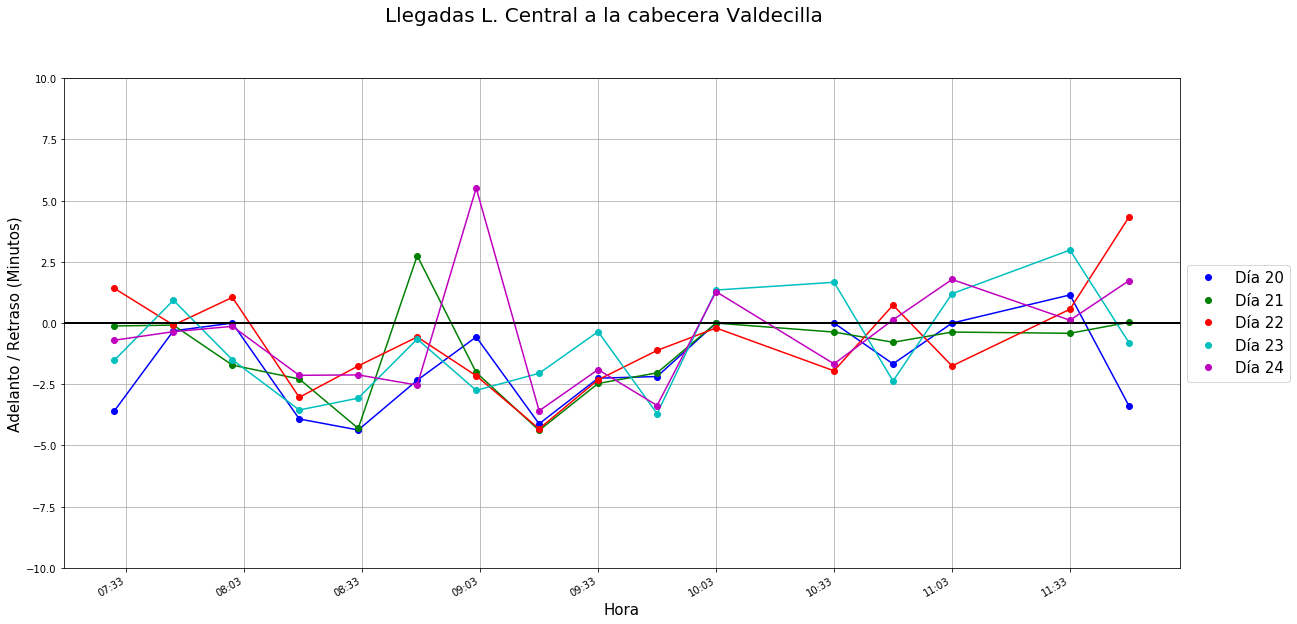 Llegadas L. Central a la cabecera Valdecilla
10.0
7.5
5.0
2.5
0.0
−2.5
−5.0
−7.5
−10.0
Adelanto / Retraso (Minutos)
07:33
08:03
08:33
09:03
09:33
10:03
10:33
11:03
11:33
Hora
Día 20
Día 21
Día 22
Día 23
Día 24